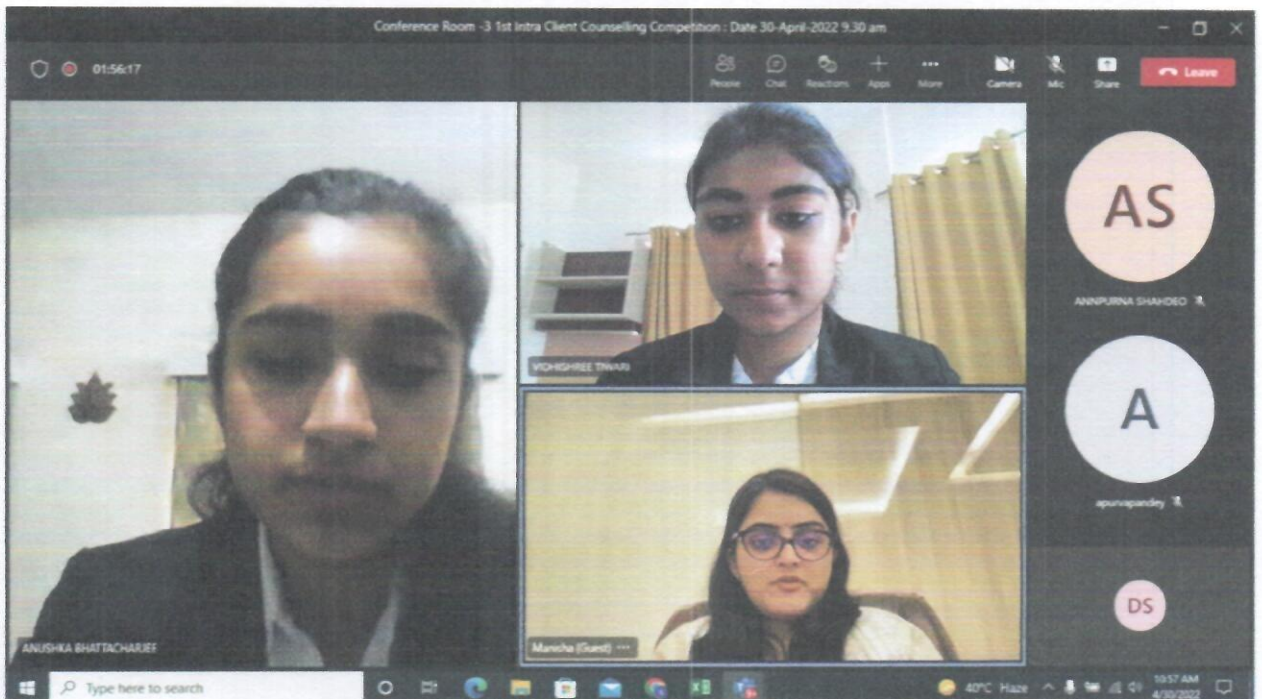 Conference Room -3 1st Intra Client Counselling Competition : Date 30-April-2022 9.30 am
01:56:17
People Chat Reactions Apps More Camera Mic Share Leave
AS
ANNPURNA SHAHDEO
VIDHISHREE TIWARI
A
apurvapandey
DS
ANUSHKA BHATTACHARJEE
Manisha (Guest) •••
Type here to search
40°C Haze
10:57 AM
4/30/2022